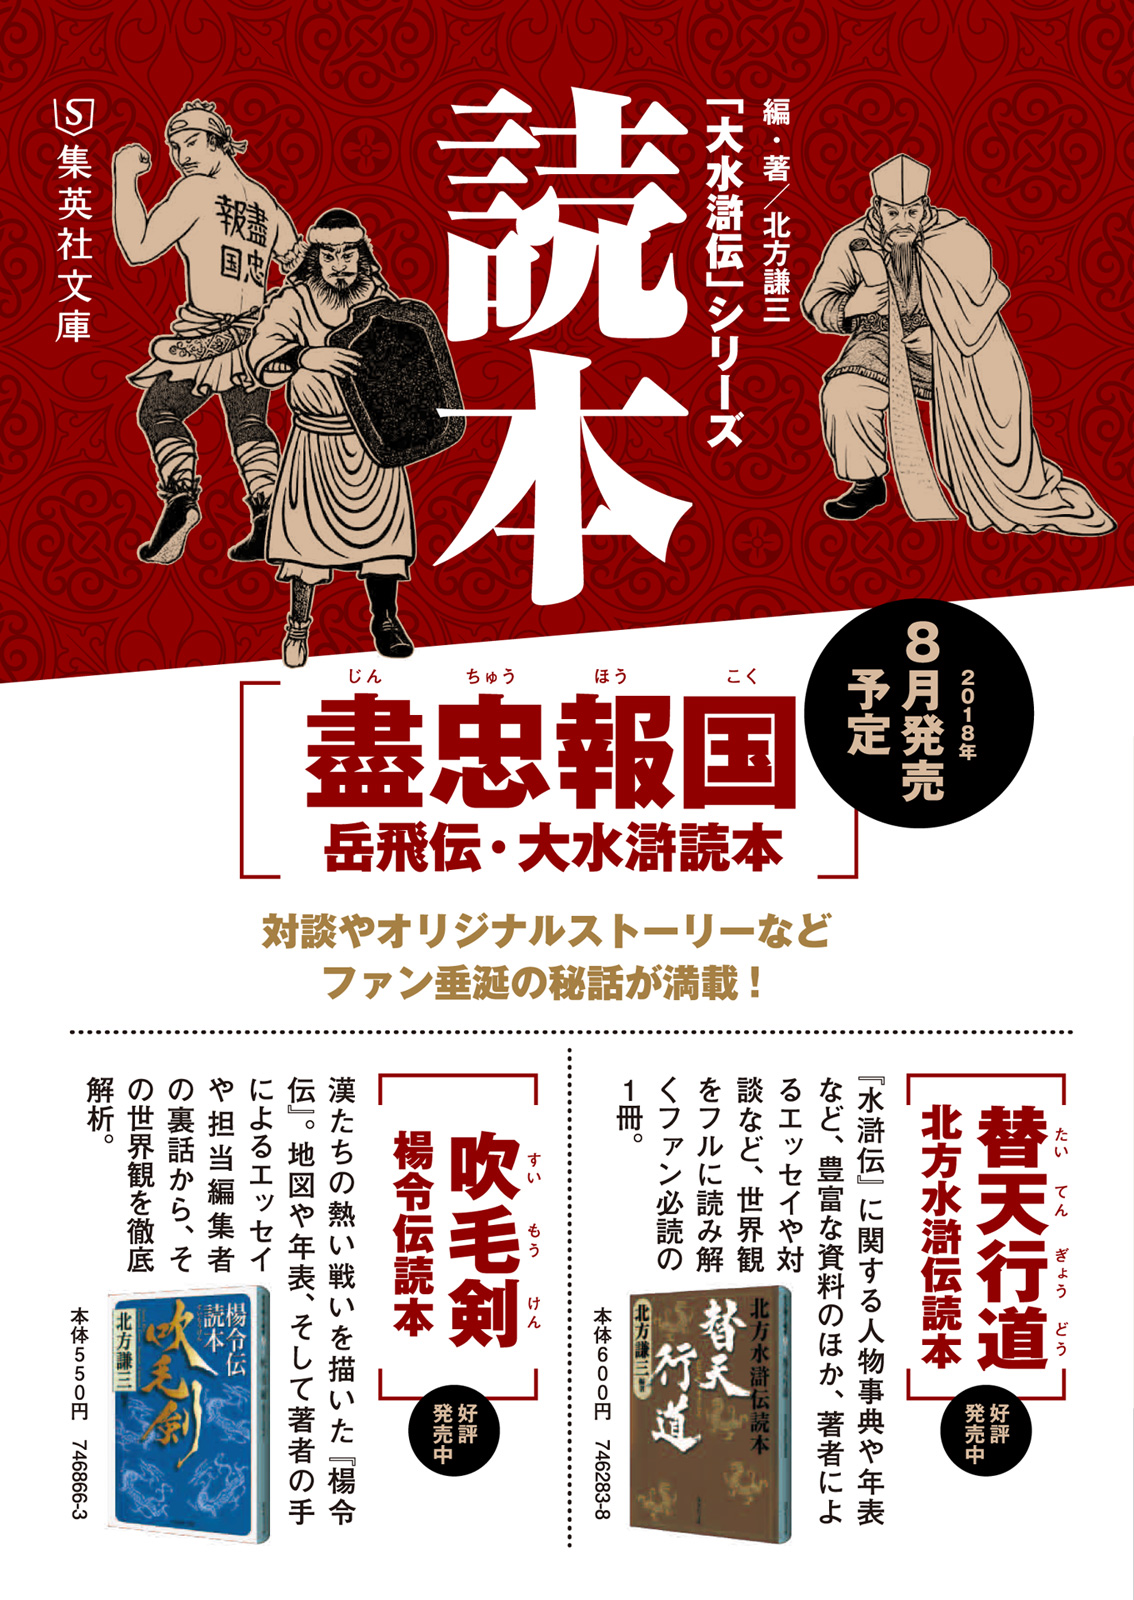 編・著／北方謙三
「大水滸伝」シリーズ
読本
S
集英社文庫
盡忠
報国
2018年
8月発売
予定
じん ちゅう ほう こく
盡忠報国
岳飛伝・大水滸読本
対談やオリジナルストーリーなど
ファン垂涎の秘話が満載！
たい てん ぎょう どう
替天行道
北方水滸伝読本
好評
発売中
『水滸伝』に関する人物事典や年表
など、豊富な資料のほか、著者によ
るエッセイや対
談など、世界観
をフルに読み解
くファン必読の
1冊。
北方水滸伝読本
替天
行道
北方謙三
本体600円 746283-8
すい もう けん
吹毛剣
楊令伝読本
好評
発売中
漢たちの熱い戦いを描いた『楊令
伝』。地図や年表、そして著者の手
によるエッセイ
や担当編集者
の裏話から、そ
の世界観を徹底
解析。
楊令伝
読本
吹毛剣
北方謙三
本体550円 746866-3